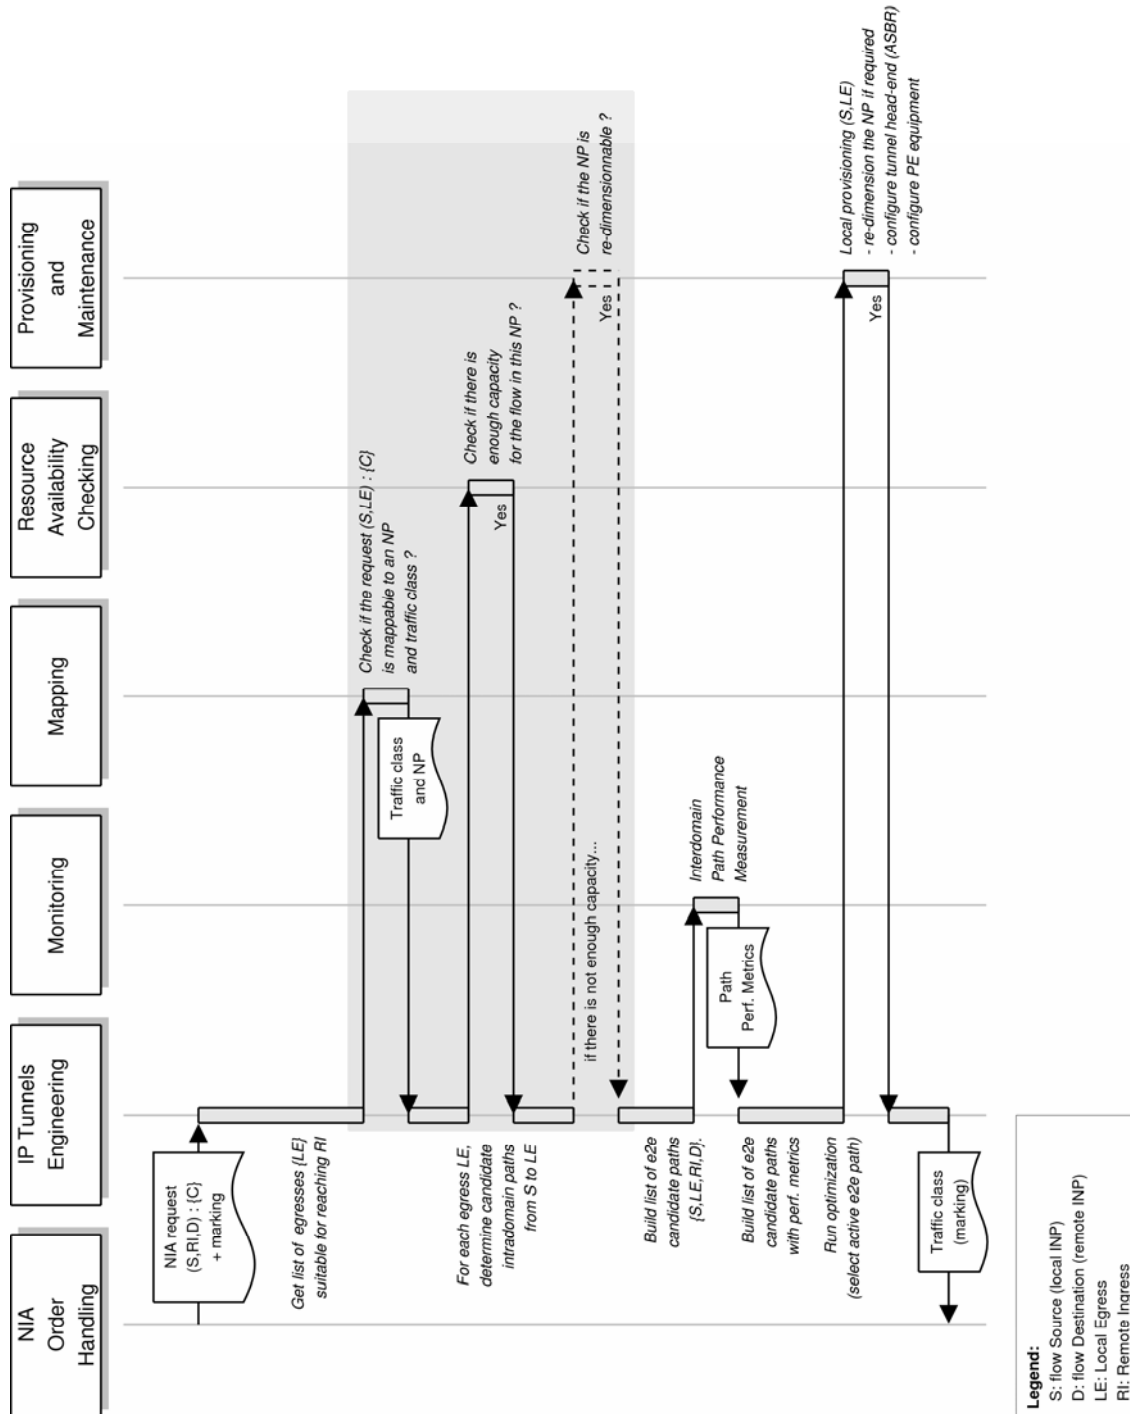 NIA
Order
Handling
IP Tunnels
Engineering
Monitoring
Mapping
Resource
Availability
Checking
Provisioning
and
Maintenance
NIA request
(S,RI,D) : {C}
+ marking
Get list of egresses {LE}
suitable for reaching RI
Check if the request (S,LE) : {C}
is mappable to an NP
and traffic class ?
Traffic class
and NP
For each egress LE,
determine candidate
intradomain paths
from S to LE
Check if there is
enough capacity
for the flow in this NP ?
Yes
if there is not enough capacity...
Check if the NP is
re-dimensionnable ?
Yes
Build list of e2e
candidate paths
{S,LE,RI,D}.
Interdomain
Path Performance
Measurement
Path
Perf. Metrics
Build list of e2e
candidate paths
with perf. metrics
Run optimization
(select active e2e path)
Local provisioning (S,LE)
- re-dimension the NP if required
- configure tunnel head-end (ASBR)
- configure PE equipment
Yes
Traffic class
(marking)
Legend:
S: flow Source (local INP)
D: flow Destination (remote INP)
LE: Local Egress
RI: Remote Ingress